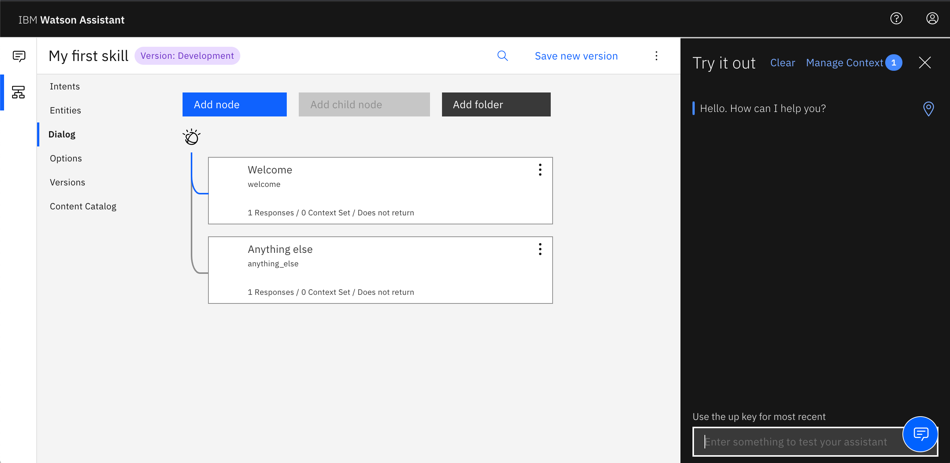 IBM Watson Assistant
My first skill Version: Development Save new version
Intents
Entities
Dialog
Options
Versions
Content Catalog
Add node Add child node Add folder
Welcome
welcome
1 Responses / 0 Context Set / Does not return
Anything else
anything_else
1 Responses / 0 Context Set / Does not return
Try it out Clear Manage Context 1
Hello. How can I help you?
Use the up key for most recent
Enter something to test your assistant